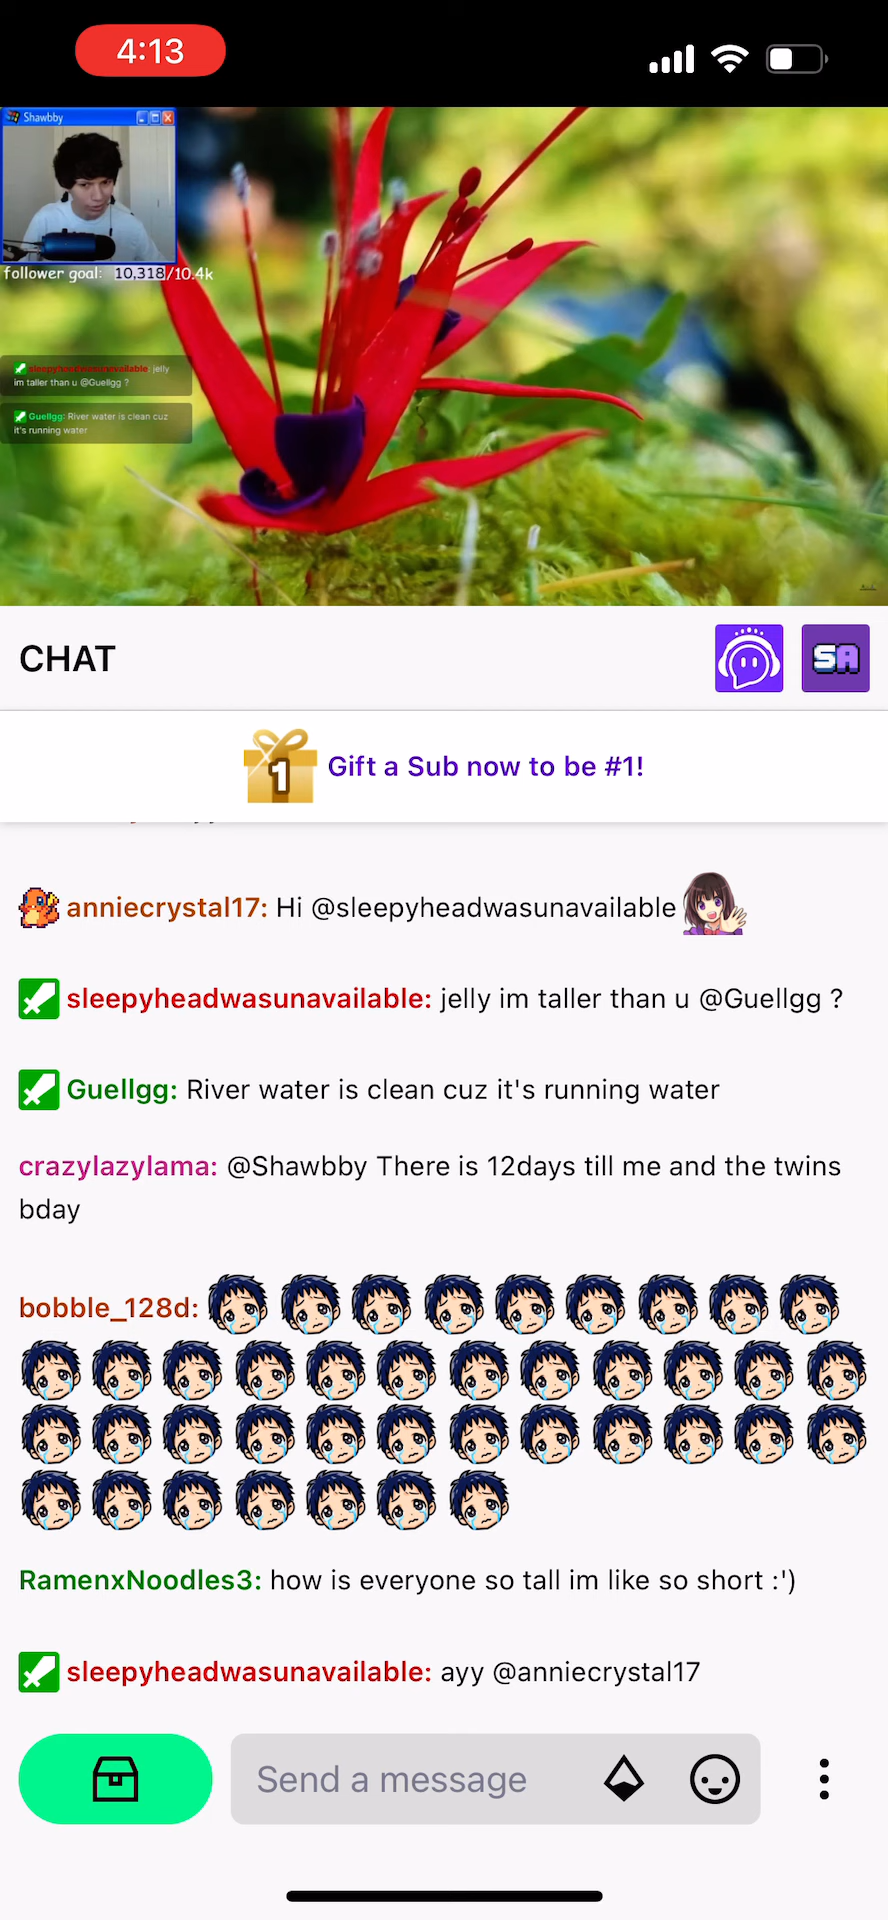 4:13
Shawbby
follower goal: 10,318/10.4k
sleepyheadwasunavailable: jelly
im taller than u @Guellgg ?
Guellgg: River water is clean cuz
it's running water
CHAT
SA
1
Gift a Sub now to be #1!
anniecrystal17: Hi @sleepyheadwasunavailable
sleepyheadwasunavailable: jelly im taller than u @Guellgg ?
Guellgg: River water is clean cuz it's running water
crazylazylama: @Shawbby There is 12days till me and the twins
bday
bobble_128d:
RamenxNoodles3: how is everyone so tall im like so short :')
sleepyheadwasunavailable: ayy @anniecrystal17
Send a message